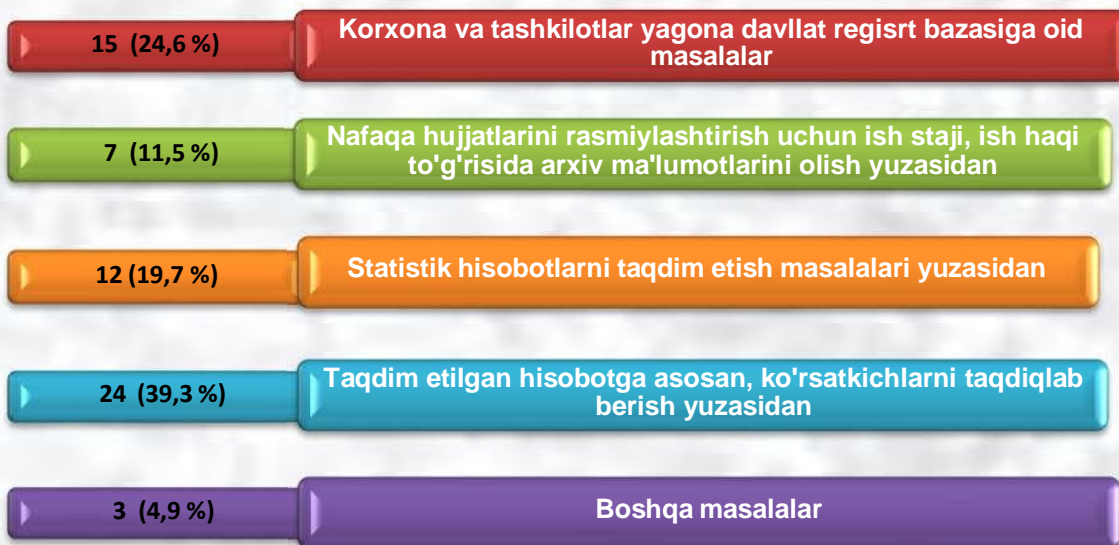 15 (24,6 %)
Korxona va tashkilotlar yagona davllat regisrt bazasiga oid
masalalar
7 (11,5 %)
Nafaqa hujjatlarini rasmiylashtirish uchun ish staji, ish haqi
to'g'risida arxiv ma'lumotlarini olish yuzasidan
12 (19,7 %)
Statistik hisobotlarni taqdim etish masalalari yuzasidan
24 (39,3 %)
Taqdim etilgan hisobotga asosan, ko'rsatkichlarni taqdiqlab
berish yuzasidan
3 (4,9 %)
Boshqa masalalar